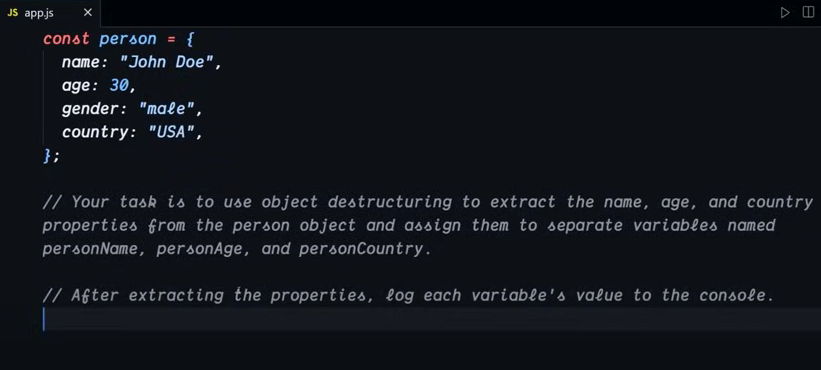 JS app.js ×
const person = {
name: "John Doe",
age: 30,
gender: "male",
country: "USA",
};
// Your task is to use object destructuring to extract the name, age, and country
properties from the person object and assign them to separate variables named
personName, personAge, and personCountry.
// After extracting the properties, log each variable's value to the console.